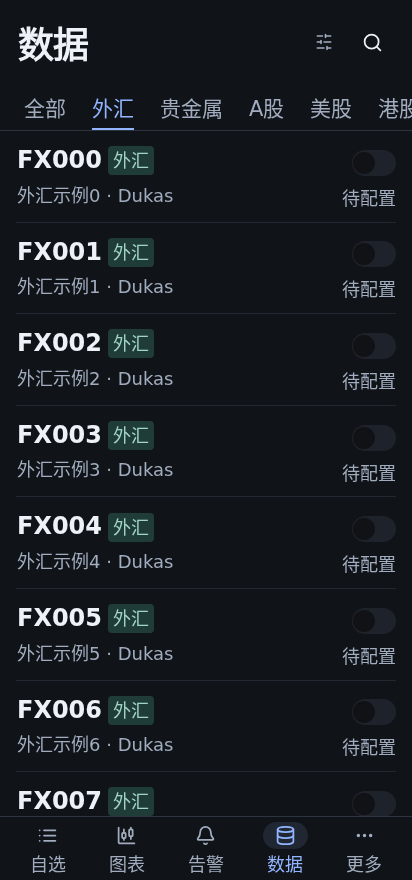 数据
全部 外汇 贵金属 A股 美股 港股
FX000 外汇
外汇示例0 · Dukas 待配置
FX001 外汇
外汇示例1 · Dukas 待配置
FX002 外汇
外汇示例2 · Dukas 待配置
FX003 外汇
外汇示例3 · Dukas 待配置
FX004 外汇
外汇示例4 · Dukas 待配置
FX005 外汇
外汇示例5 · Dukas 待配置
FX006 外汇
外汇示例6 · Dukas 待配置
FX007 外汇
自选 图表 告警 数据 更多